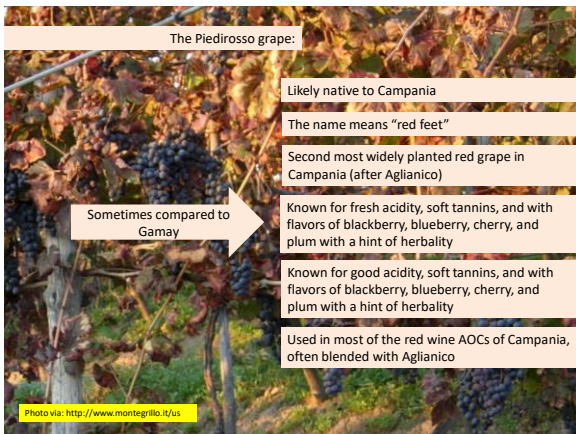 The Piedirosso grape:
Likely native to Campania
The name means “red feet”
Second most widely planted red grape in
Campania (after Aglianico)
Sometimes compared to
Gamay
Known for fresh acidity, soft tannins, and with
flavors of blackberry, blueberry, cherry, and
plum with a hint of herbality
Known for good acidity, soft tannins, and with
flavors of blackberry, blueberry, cherry, and
plum with a hint of herbality
Used in most of the red wine AOCs of Campania,
often blended with Aglianico
Photo via: http://www.montegrillo.it/us